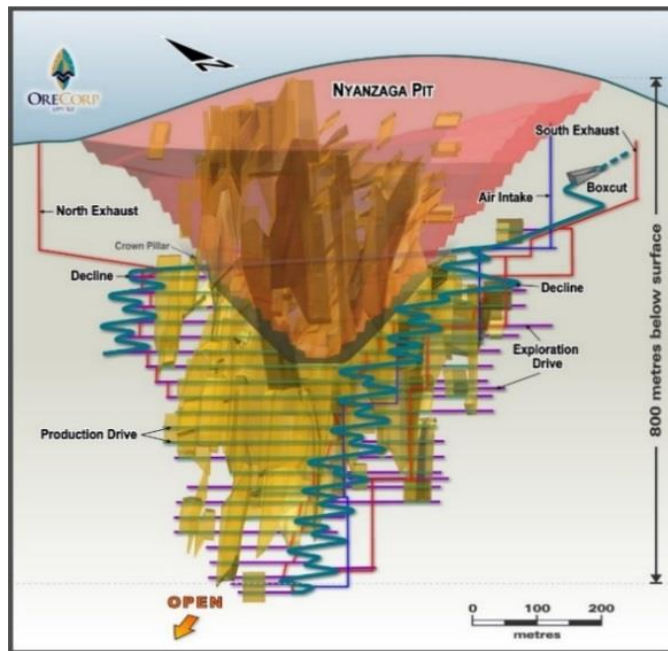 N
NYANZAGA PIT
ORECORP
South Exhaust
Boxcut
Air Intake
North Exhaust
Crown Pillar
Decline
Decline
Exploration
Drive
Production Drive
800 metres below surface
OPEN
0 100 200
metres